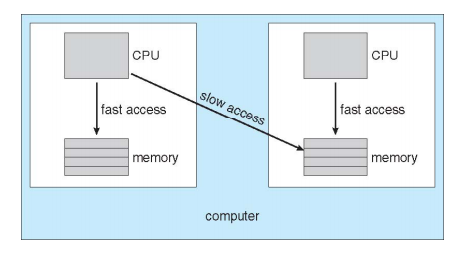 CPU
CPU
slow access
fast access
fast access
memory
memory
computer